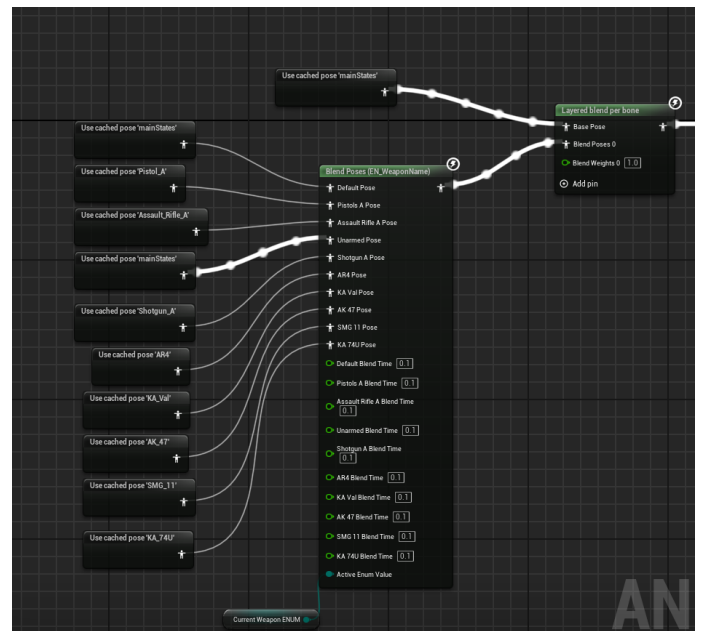 Use cached pose 'mainStates'
Layered blend per bone
Base Pose
Blend Poses 0
Blend Weights 0 1.0
Add pin
Use cached pose 'mainStates'
Use cached pose 'Pistol_A'
Use cached pose 'Assault_Rifle_A'
Use cached pose 'mainStates'
Use cached pose 'Shotgun_A'
Use cached pose 'AR4'
Use cached pose 'KA_Val'
Use cached pose 'AK_47'
Use cached pose 'SMG_11'
Use cached pose 'KA_74U'
Blend Poses (EN_WeaponName)
Default Pose
Pistols A Pose
Assault Rifle A Pose
Unarmed Pose
Shotgun A Pose
AR4 Pose
KA Val Pose
AK 47 Pose
SMG 11 Pose
KA 74U Pose
Default Blend Time 0.1
Pistols A Blend Time 0.1
Assault Rifle A Blend Time
0.1
Unarmed Blend Time 0.1
Shotgun A Blend Time
0.1
AR4 Blend Time 0.1
KA Val Blend Time 0.1
AK 47 Blend Time 0.1
SMG 11 Blend Time 0.1
KA 74U Blend Time 0.1
Active Enum Value
Current Weapon ENUM
AN